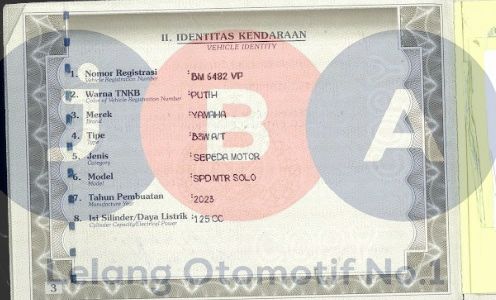 II. IDENTITAS KENDARAAN
VEHICLE IDENTITY
1. Nomor Registrasi : BM 6482 VP
Vehicle Registration Number
2. Warna TNKB : PUTIH
Color of Vehicle Registration Number
3. Merek : YAMAHA
Brand
4. Tipe : B3W A/T
Type
5. Jenis : SEPEDA MOTOR
Category
6. Model : SPD MTR SOLO
Model
7. Tahun Pembuatan : 2023
Manufacture Year
8. Isi Silinder/Daya Listrik : 125 CC
Cylinder Capacity/Electrical Power
j B A
Lelang Otomotif No.1
3